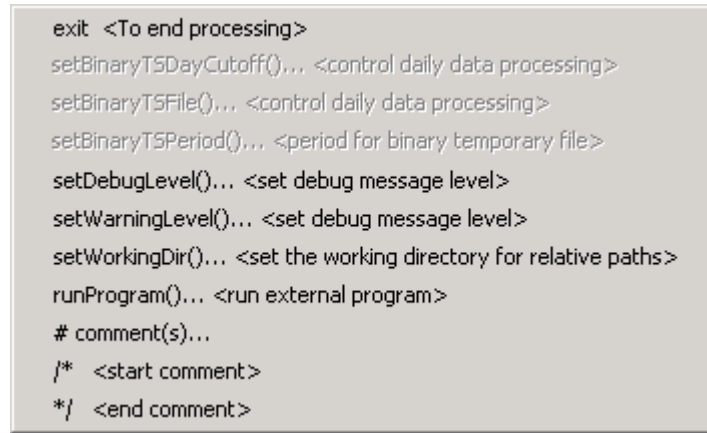 exit <To end processing>
setBinaryTSDayCutoff()... <control daily data processing>
setBinaryTSFile()... <control daily data processing>
setBinaryTSPeriod()... <period for binary temporary file>
setDebugLevel()... <set debug message level>
setWarningLevel()... <set debug message level>
setWorkingDir()... <set the working directory for relative paths>
runProgram()... <run external program>
# comment(s)...
/* <start comment>
*/ <end comment>